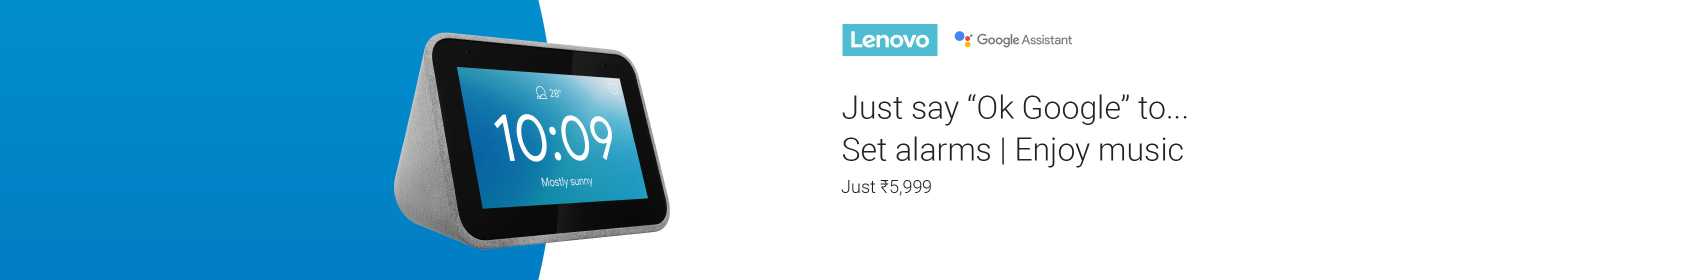 28°
10:09
Mostly sunny
Lenovo
Google Assistant
Just say “Ok Google” to...
Set alarms | Enjoy music
Just ₹5,999